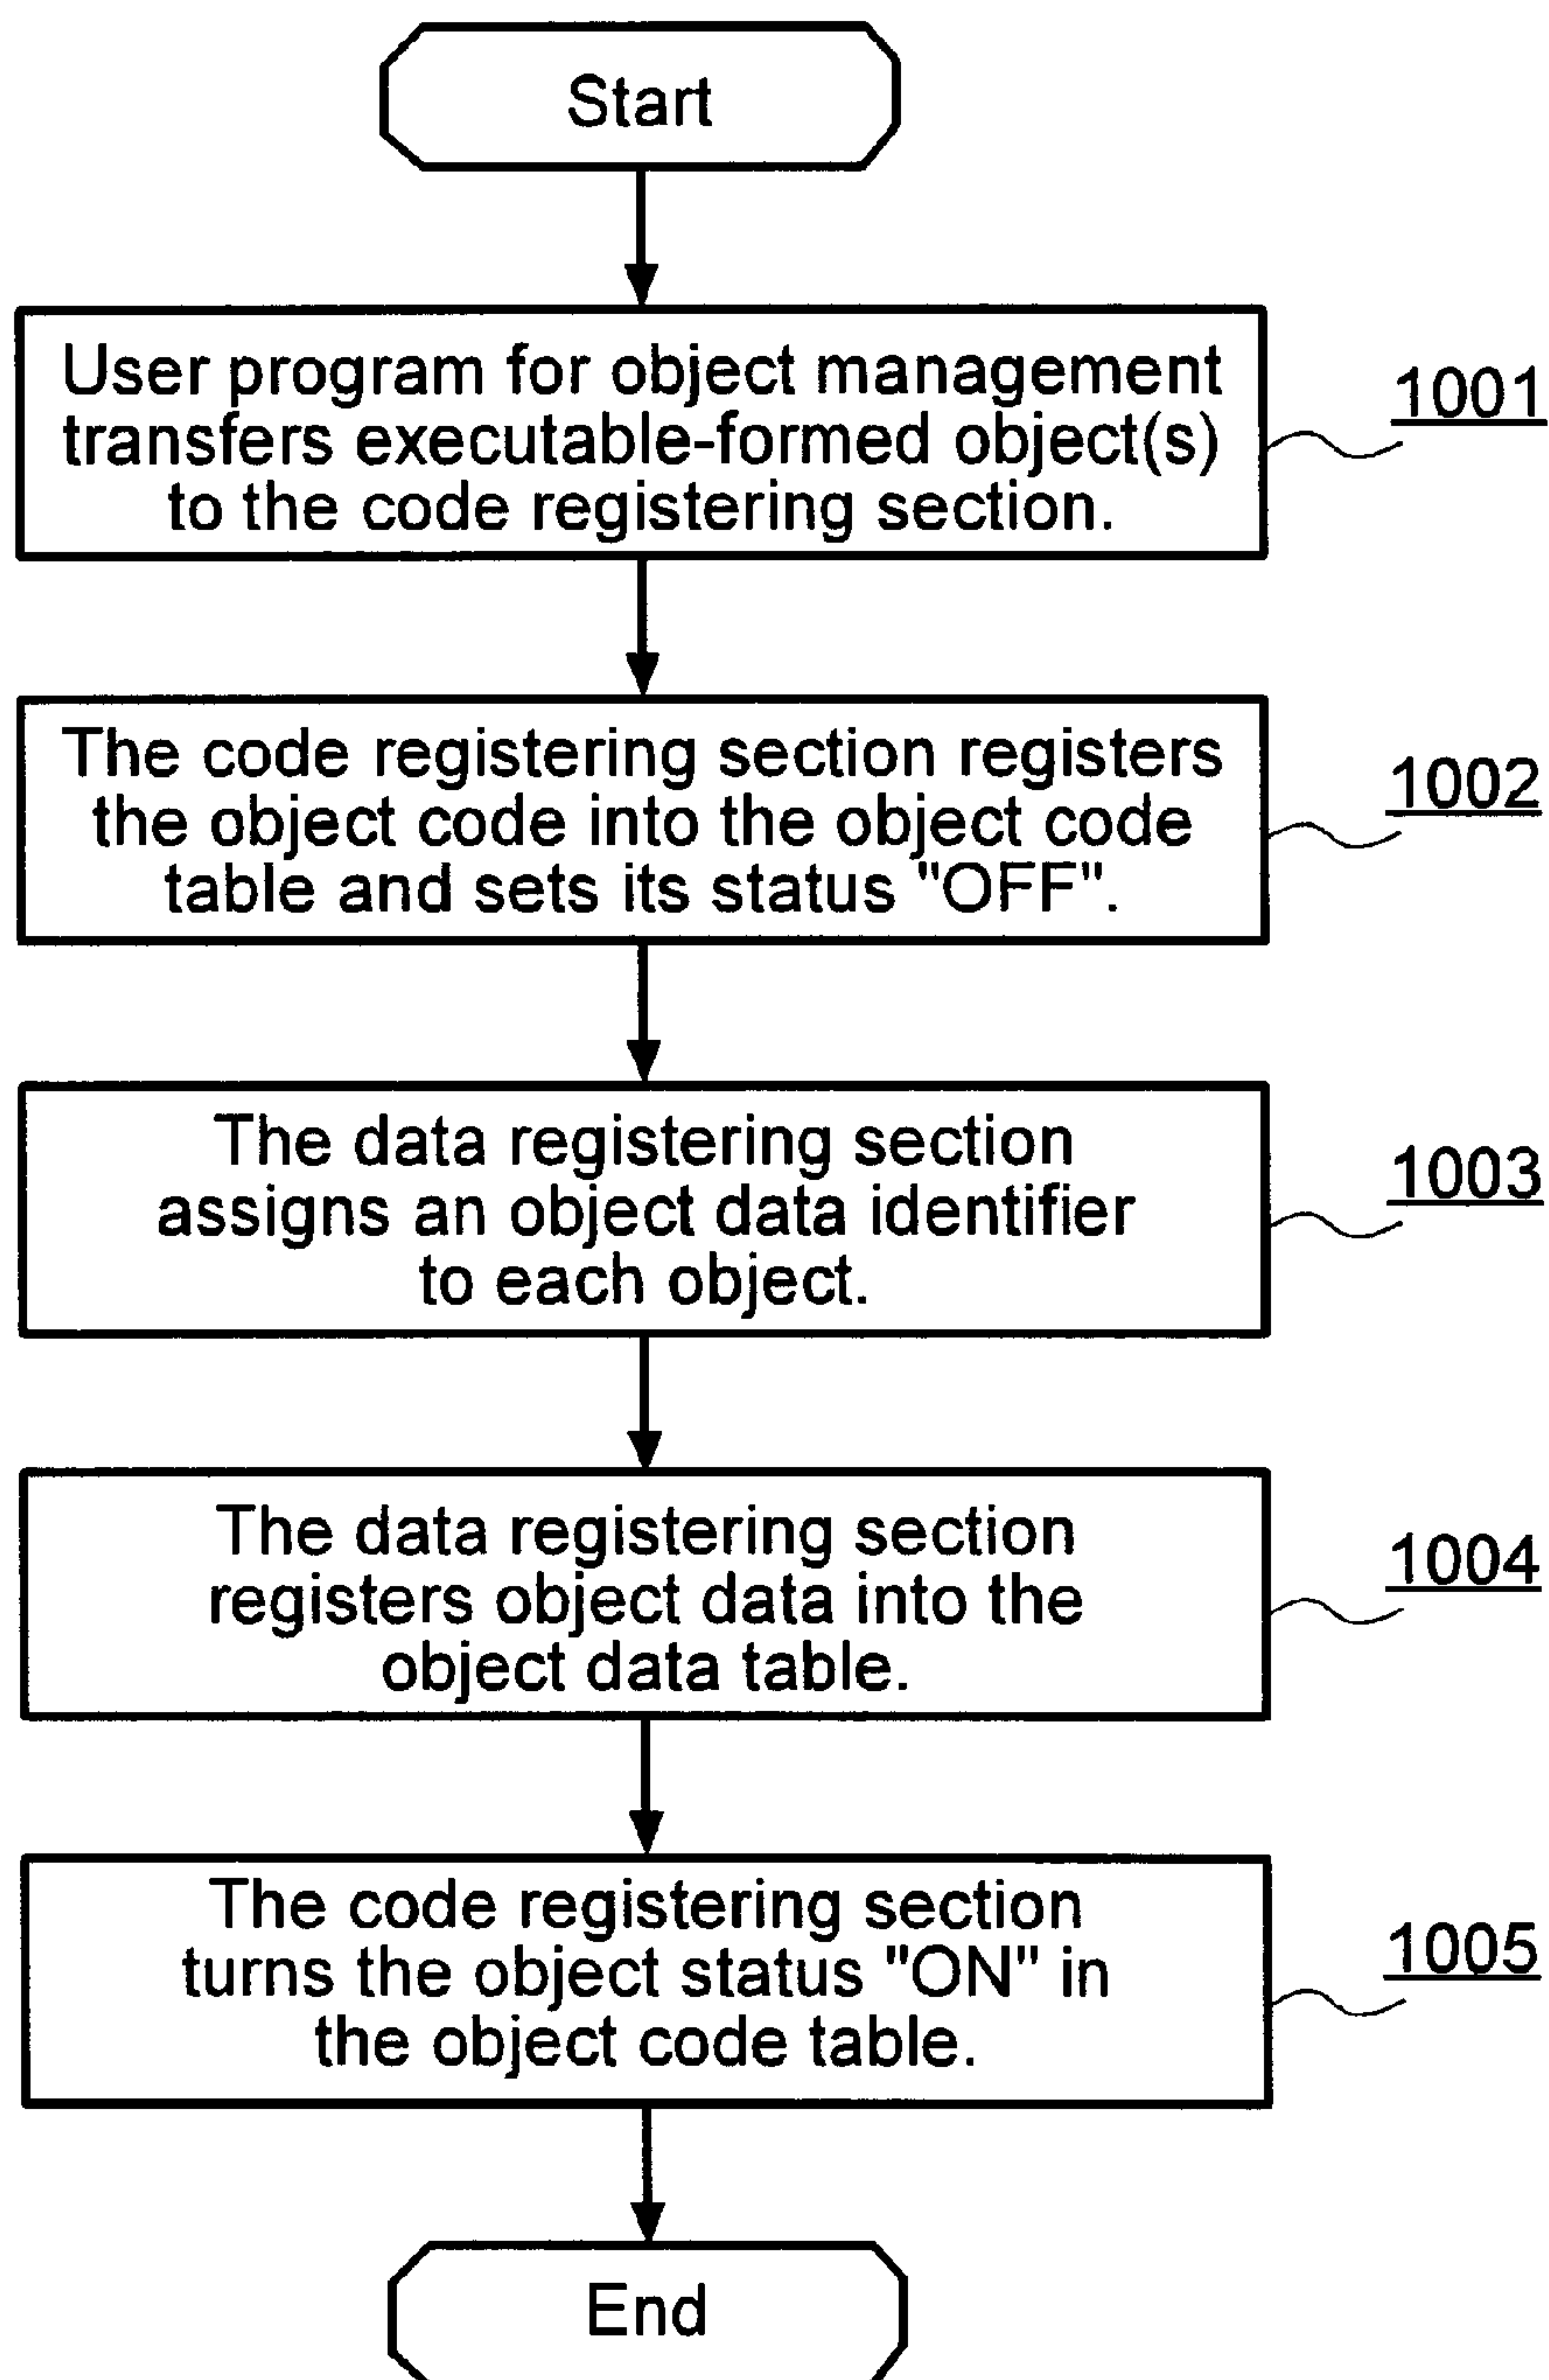 Start
User program for object management
transfers executable-formed object(s)
to the code registering section.
1001
The code registering section registers
the object code into the object code
table and sets its status "OFF".
1002
The data registering section
assigns an object data identifier
to each object.
1003
The data registering section
registers object data into the
object data table.
1004
The code registering section
turns the object status "ON" in
the object code table.
1005
End